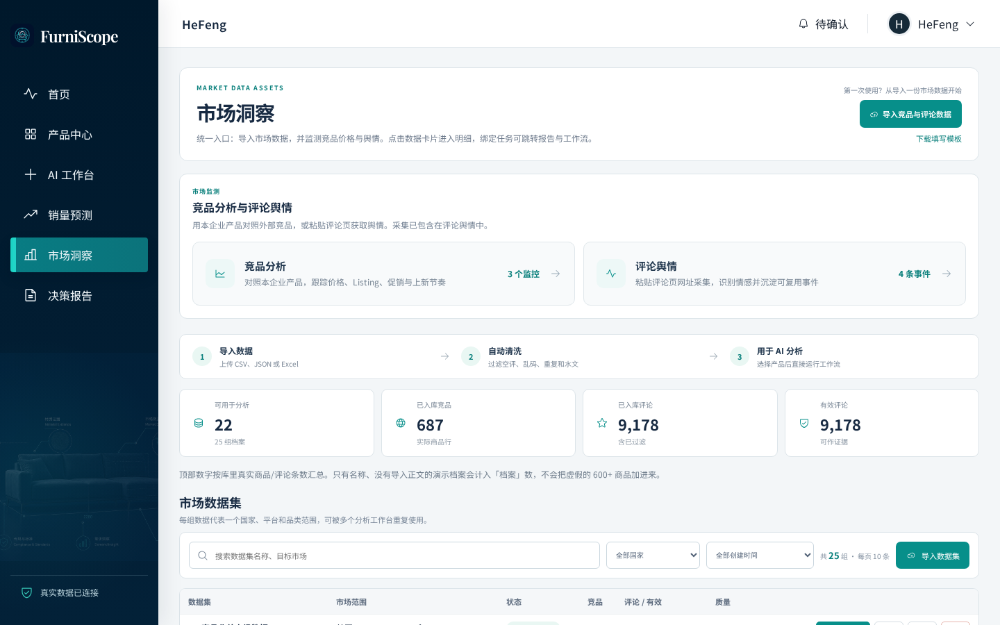 FurniScope
首页
产品中心
AI 工作台
销量预测
市场洞察
决策报告
真实数据已连接
HeFeng
待确认
H
HeFeng
MARKET DATA ASSETS
市场洞察
统一入口：导入市场数据，并监测竞品价格与舆情。点击数据卡片进入明细，绑定任务可跳转报告与工作流。
第一次使用？从导入一份市场数据开始
导入竞品与评论数据
下载填写模板
市场监测
竞品分析与评论舆情
用本企业产品对照外部竞品，或粘贴评论页获取舆情。采集已包含在评论舆情中。
竞品分析
对照本企业产品，跟踪价格、Listing、促销与上新节奏
3 个监控
评论舆情
粘贴评论页网址采集，识别情感并沉淀可复用事件
4 条事件
1
导入数据
上传 CSV、JSON 或 Excel
2
自动清洗
过滤空评、乱码、重复和水文
3
用于 AI 分析
选择产品后直接运行工作流
可用于分析
22
25 组档案
已入库竞品
687
实际商品行
已入库评论
9,178
含已过滤
有效评论
9,178
可作证据
顶部数字按库里真实商品/评论条数汇总。只有名称、没有导入正文的演示档案会计入「档案」数，不会把虚假的 600+ 商品加进来。
市场数据集
每组数据代表一个国家、平台和品类范围，可被多个分析工作台重复使用。
搜索数据集名称、目标市场
全部国家
全部创建时间
共 25 组 · 每页 10 条
导入数据集
数据集
市场范围
状态
竞品
评论 / 有效
质量